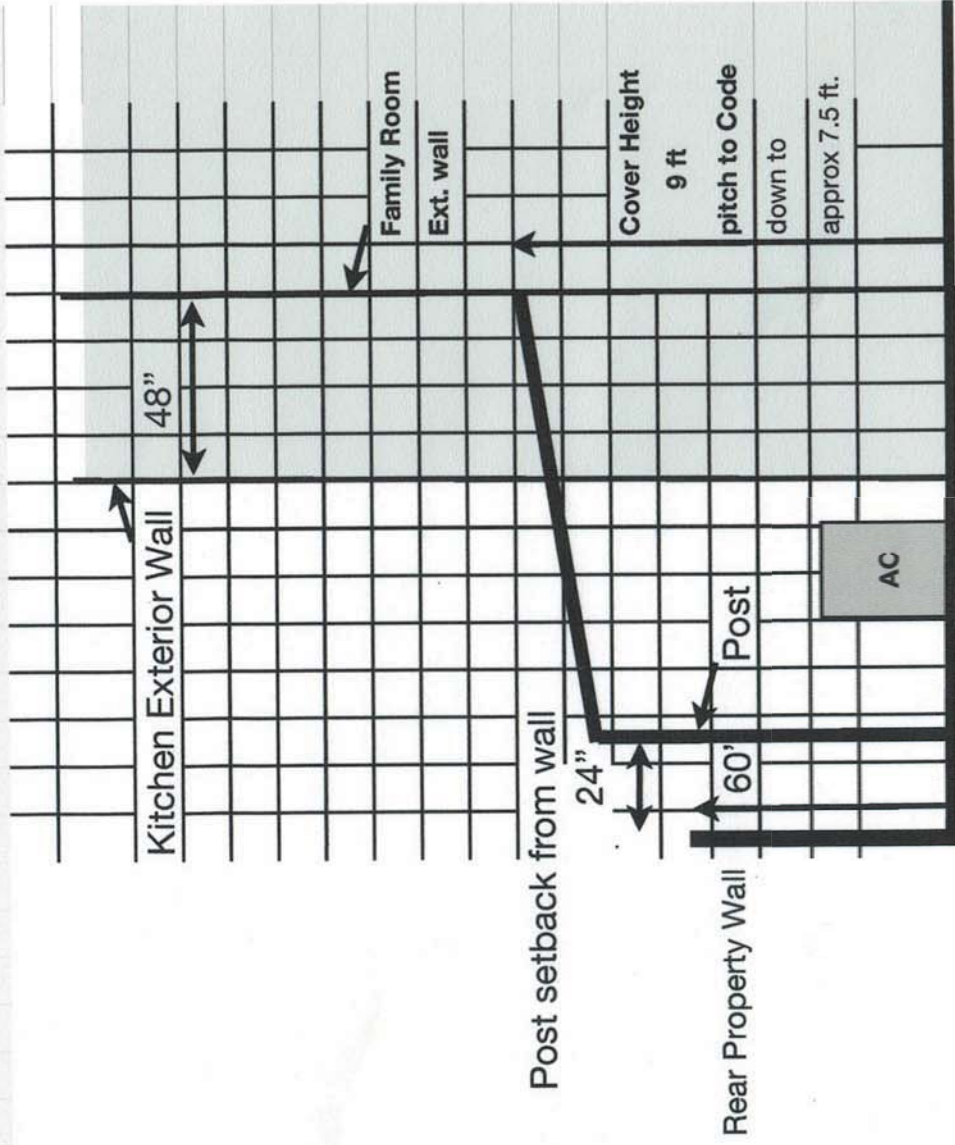 Kitchen Exterior Wall
48”
Family Room
Ext. wall
Post setback from wall
24”
Cover Height
9 ft
pitch to Code
down to
approx 7.5 ft.
Post
60’
Rear Property Wall
AC